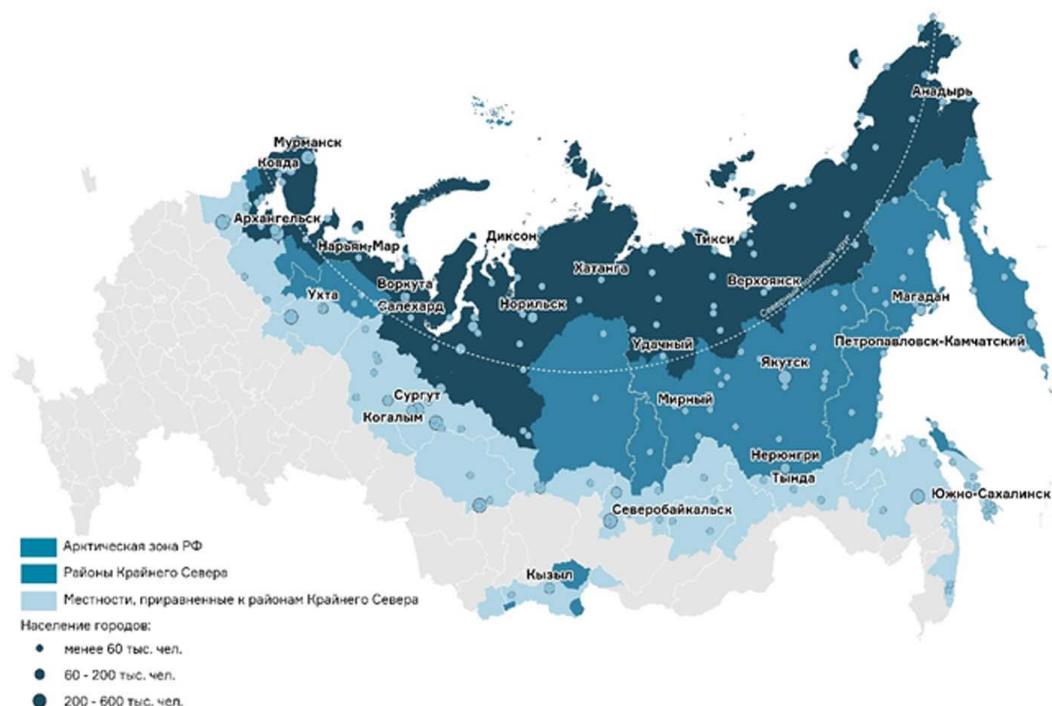 Анадырь
Мурманск
Ковда
Архангельск
Нарьян-Мар
Диксон
Тикси
Хатанга
Воркута
Верхоянск
Салехард
Норильск
Ухта
Магадан
Удачный
Петропавловск-Камчатский
Якутск
Сургут
Мирный
Когалым
Нерюнгри
Тында
Южно-Сахалинск
Северобайкальск
Кызыл
Арктическая зона РФ
Районы Крайнего Севера
Местности, приравненные к районам Крайнего Севера
Население городов:
менее 60 тыс. чел.
60 - 200 тыс. чел.
200 - 600 тыс. чел.